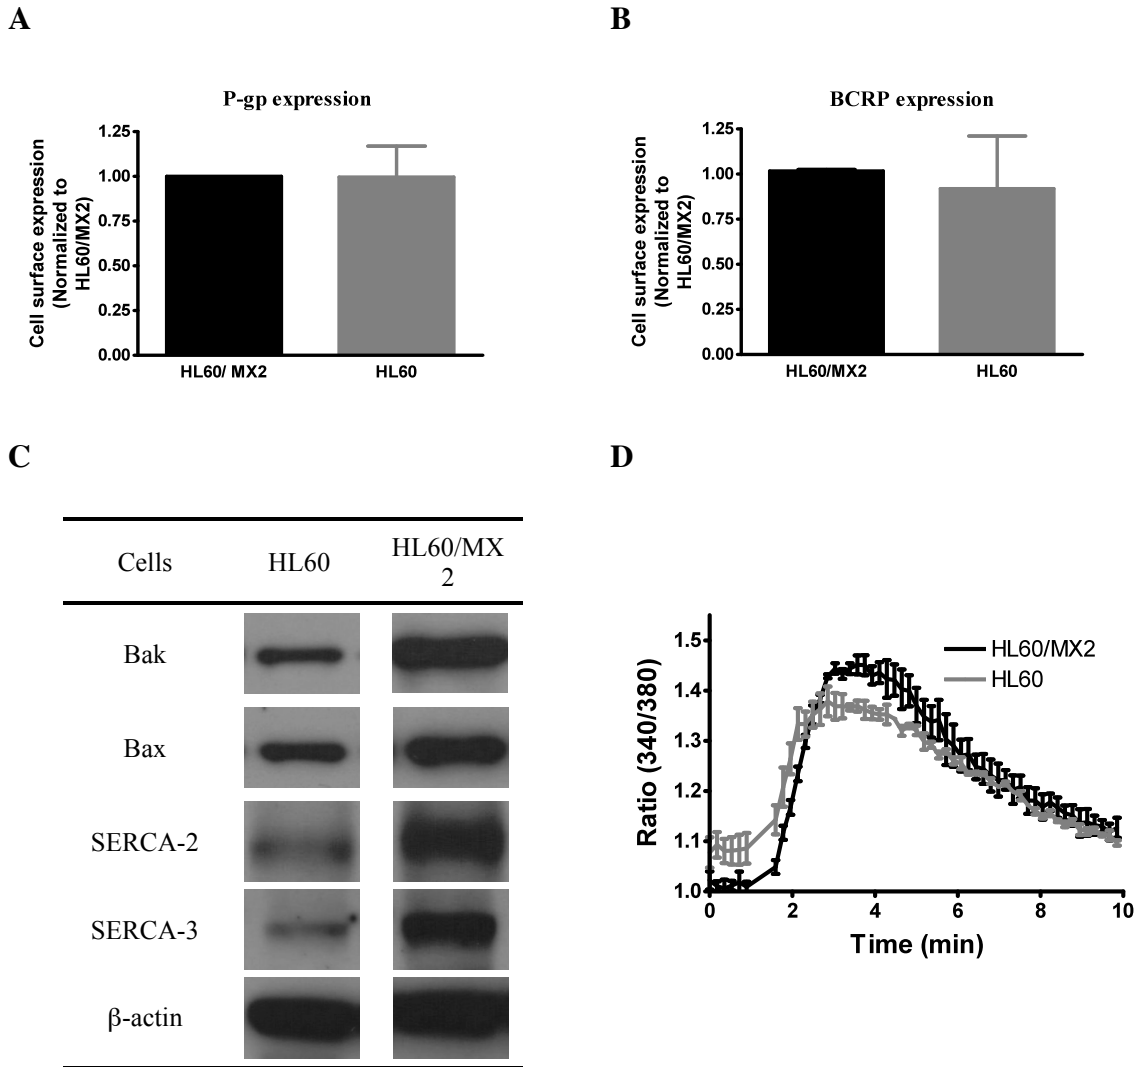 A
P-gp expression
Cell surface expression
(Normalized to
HL60/MX2)
1.25
1.00
0.75
0.50
0.25
0.00
HL60/ MX2
HL60
B
BCRP expression
Cell surface expression
(Normalized to
HL60/MX2)
1.25
1.00
0.75
0.50
0.25
0.00
HL60/MX2
HL60
C
Cells
HL60
HL60/MX
2
Bak
Bax
SERCA-2
SERCA-3
β-actin
D
Ratio (340/380)
1.5
1.4
1.3
1.2
1.1
1.0
HL60/MX2
HL60
0 2 4 6 8 10
Time (min)